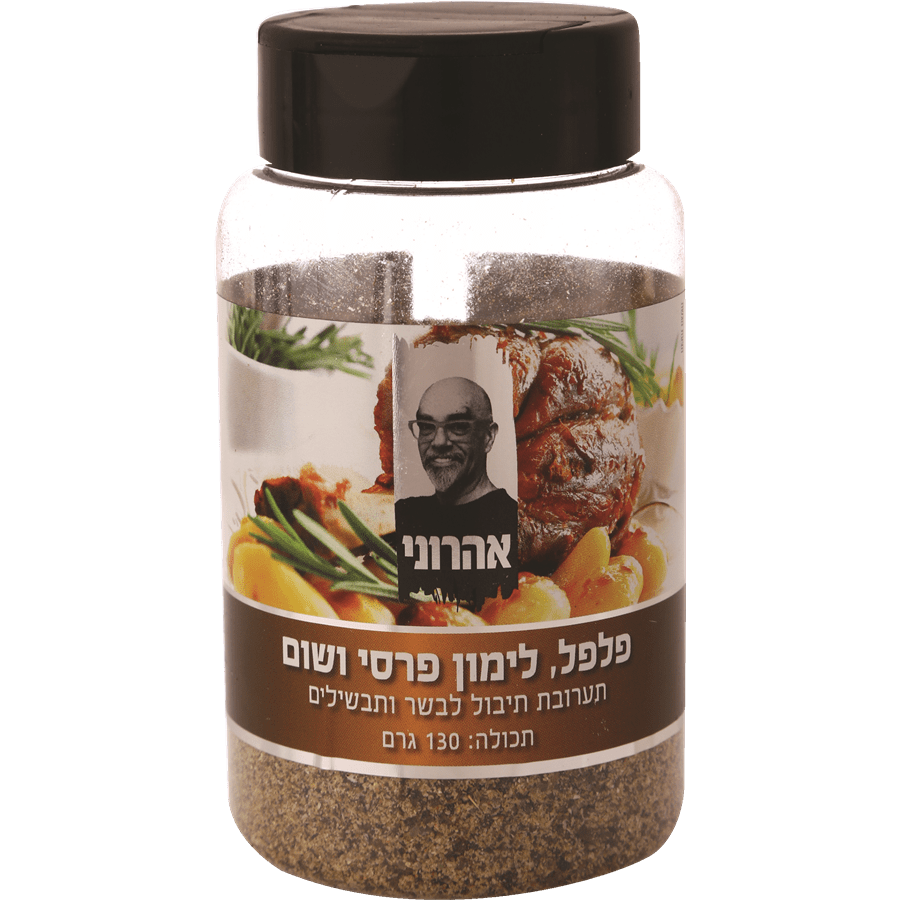 אהרוני
פלפל, לימון פרסי ושום
תערובת תיבול לבשר ותבשילים
תכולה: 130 גרם